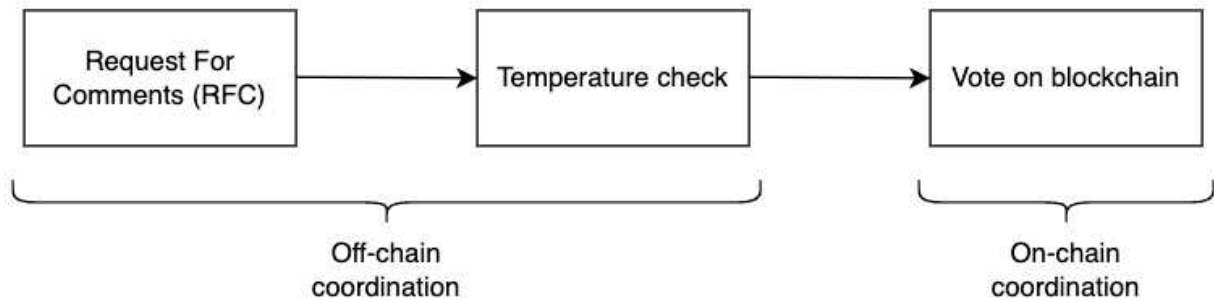 Request For
Comments (RFC)
Temperature check
Vote on blockchain
Off-chain
coordination
On-chain
coordination